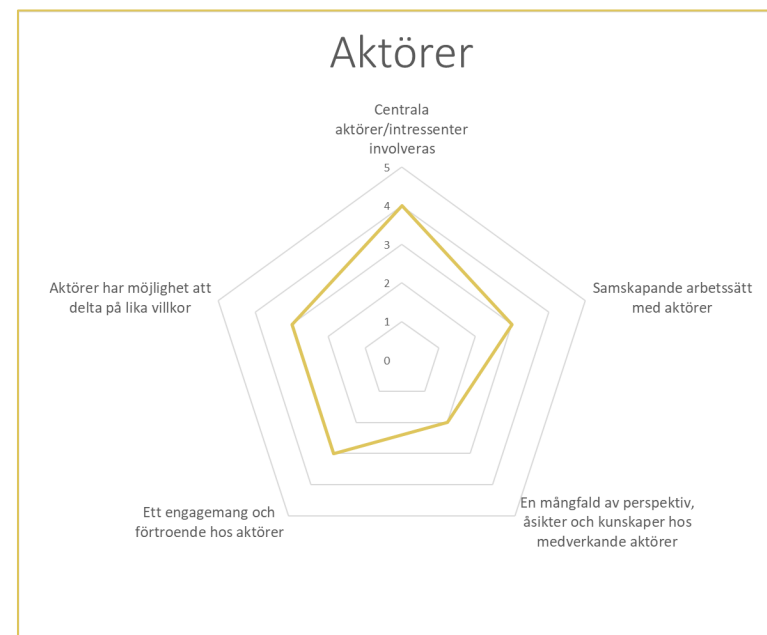 Aktörer
Centrala
aktörer/intressenter
involveras
5
4
3
2
1
0
Samskapande arbetssätt
med aktörer
En mångfald av perspektiv,
åsikter och kunskaper hos
medverkande aktörer
Ett engagemang och
förtroende hos aktörer
Aktörer har möjlighet att
delta på lika villkor